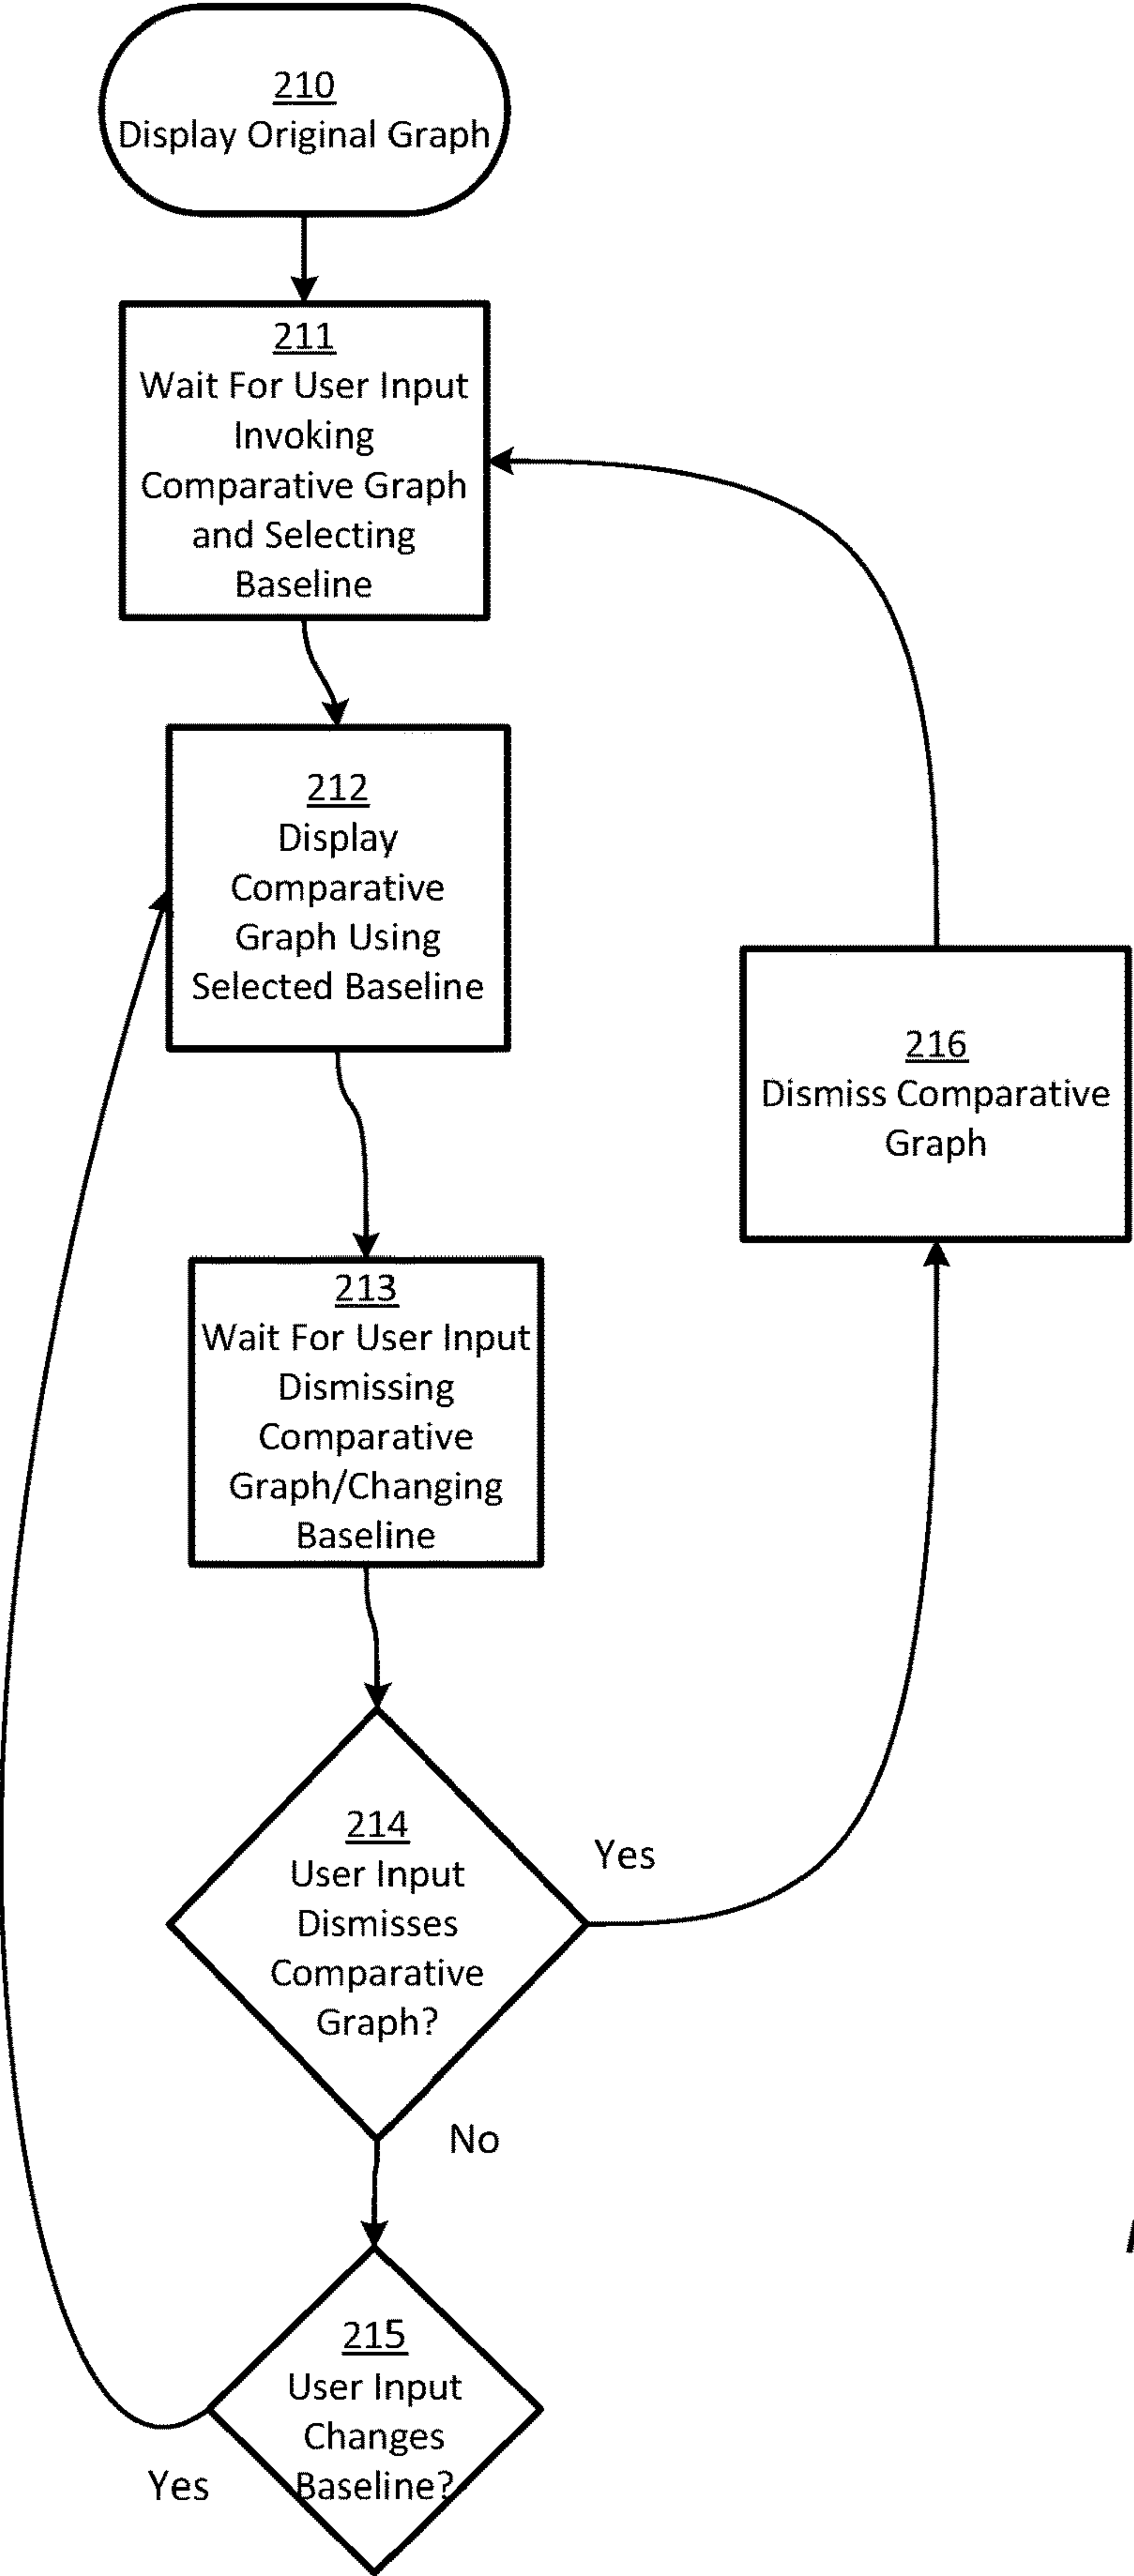 210
Display Original Graph
211
Wait For User Input
Invoking
Comparative Graph
and Selecting
Baseline
212
Display
Comparative
Graph Using
Selected Baseline
216
Dismiss Comparative
Graph
213
Wait For User Input
Dismissing
Comparative
Graph/Changing
Baseline
214
User Input
Dismisses
Comparative
Graph?
Yes
No
215
User Input
Changes
Baseline?
Yes